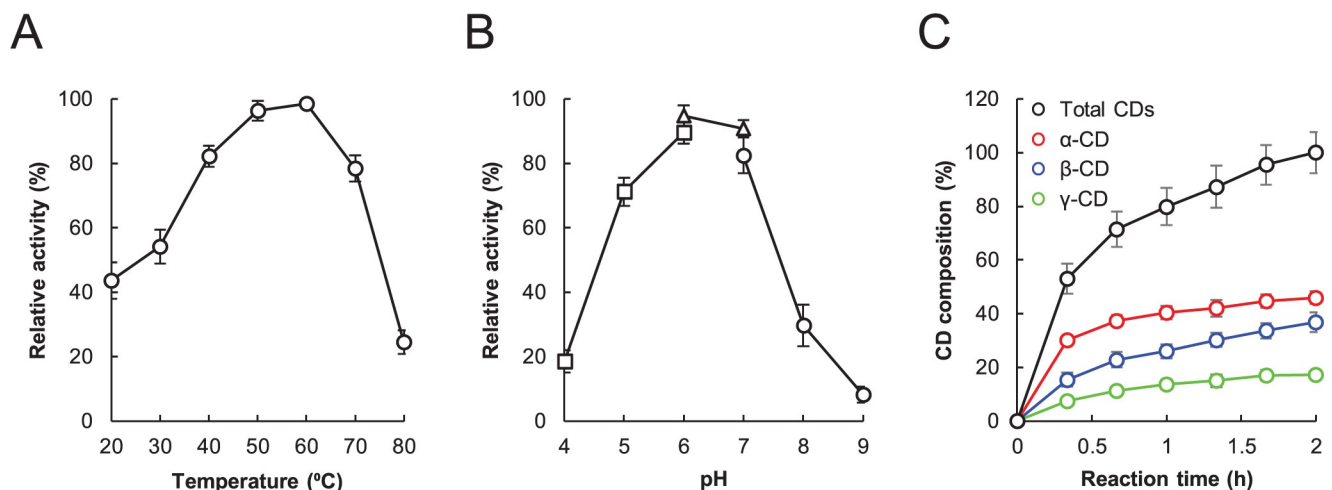 A
Relative activity (%)
100
80
60
40
20
0
20 30 40 50 60 70 80
Temperature (ºC)
B
Relative activity (%)
100
80
60
40
20
0
4 5 6 7 8 9
pH
C
CD composition (%)
120
100
80
60
40
20
0
Total CDs
α-CD
β-CD
γ-CD
0 0.5 1 1.5 2
Reaction time (h)